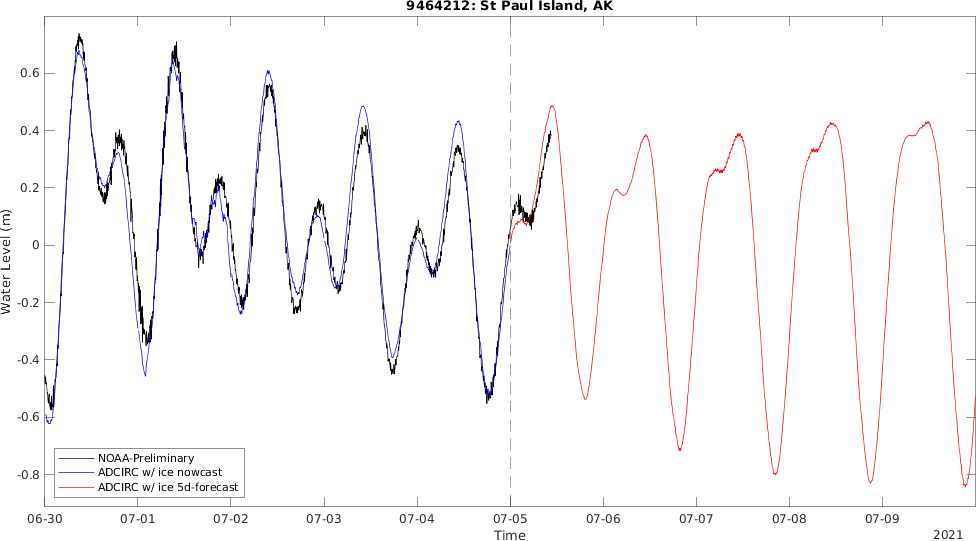 9464212: St Paul Island, AK
Water Level (m)
0.6
0.4
0.2
0
-0.2
-0.4
-0.6
-0.8
NOAA-Preliminary
ADCIRC w/ ice nowcast
ADCIRC w/ ice 5d-forecast
06-30 07-01 07-02 07-03 07-04 07-05 07-06 07-07 07-08 07-09
Time
2021